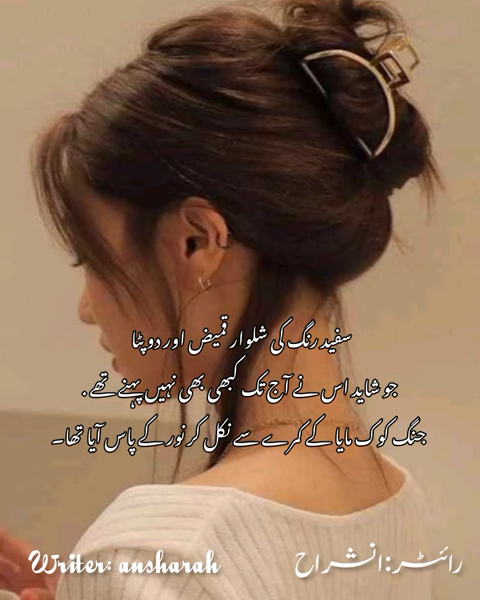 سفید رنگ کی شلوار قمیض اور دوپٹا
جو شاید اس نے آج تک کبھی بھی نہیں پہنے تھے .
جنگ کوک مایا کے کمرے سے نکل کر نور کے پاس آیا تھا۔
رائٹر: انشراح
Writer: ansharah